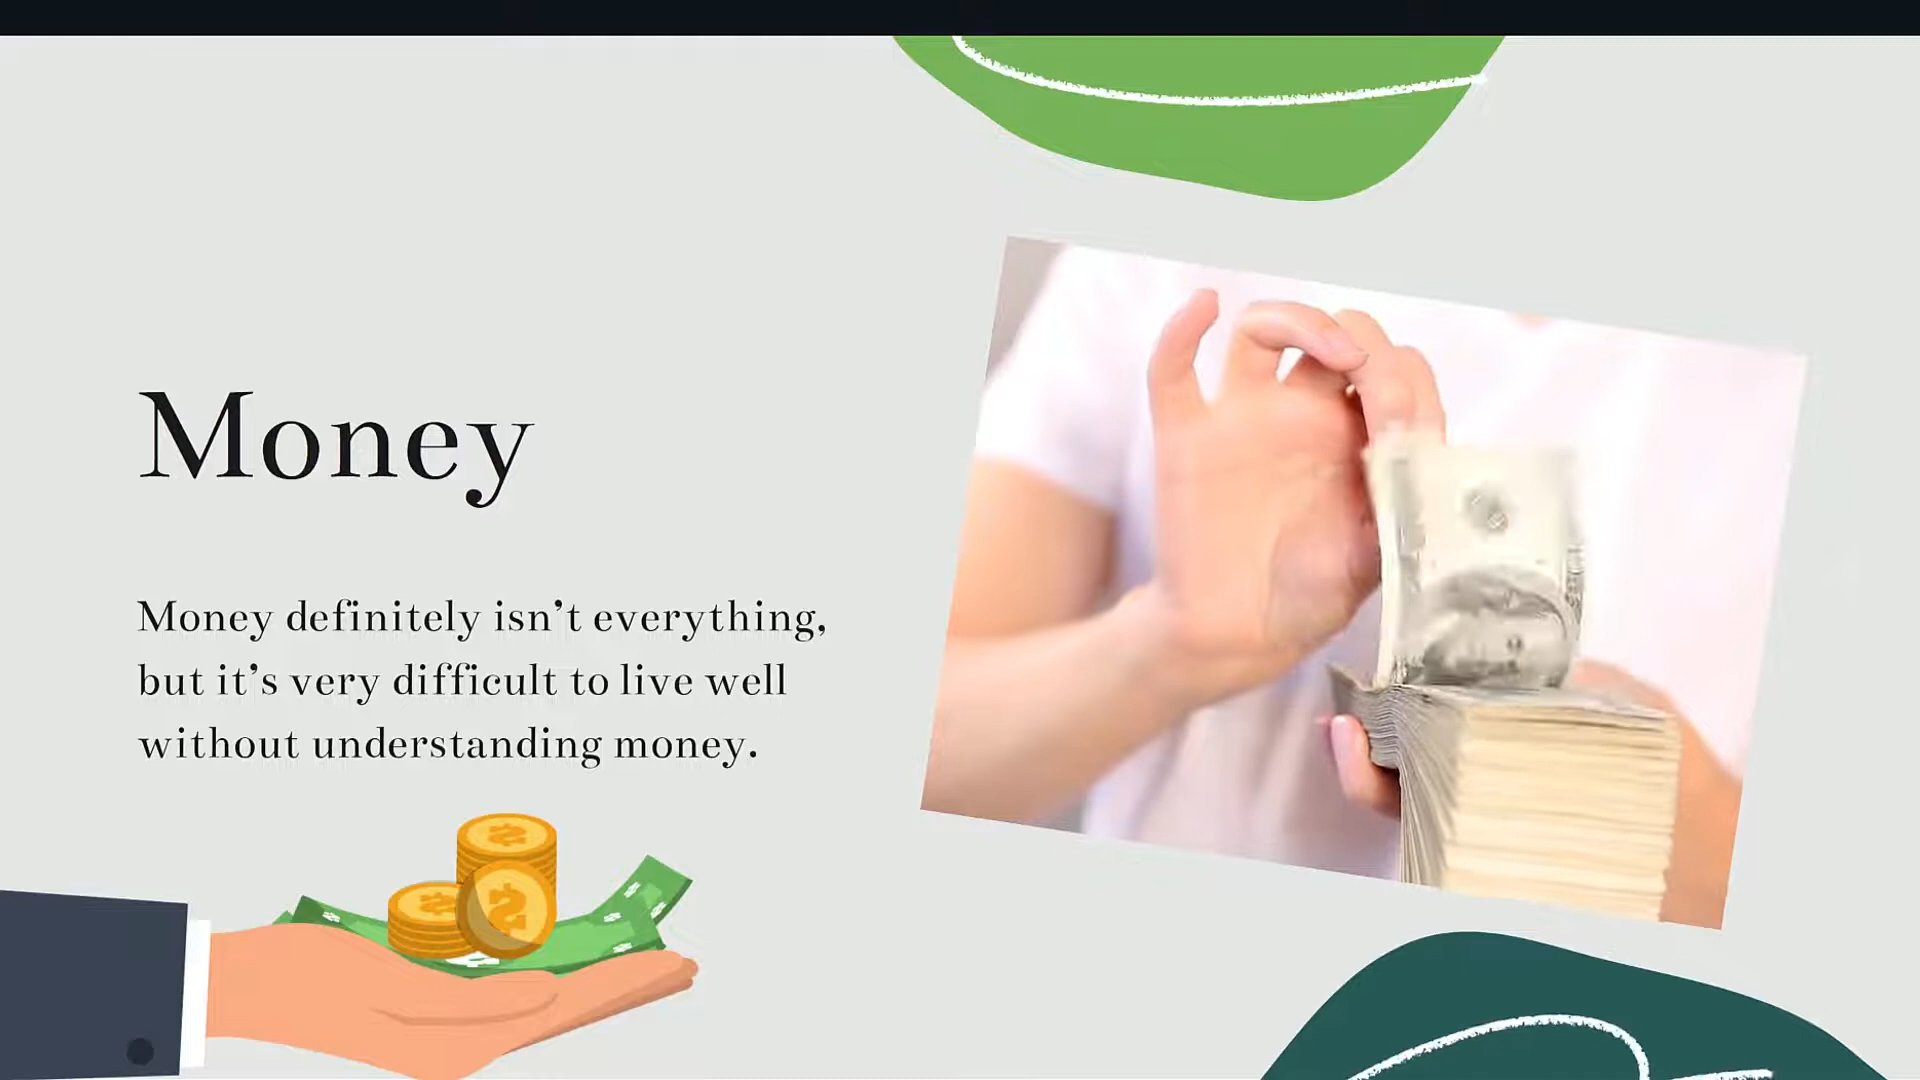 Money
Money definitely isn’t everything,
but it’s very difficult to live well
without understanding money.